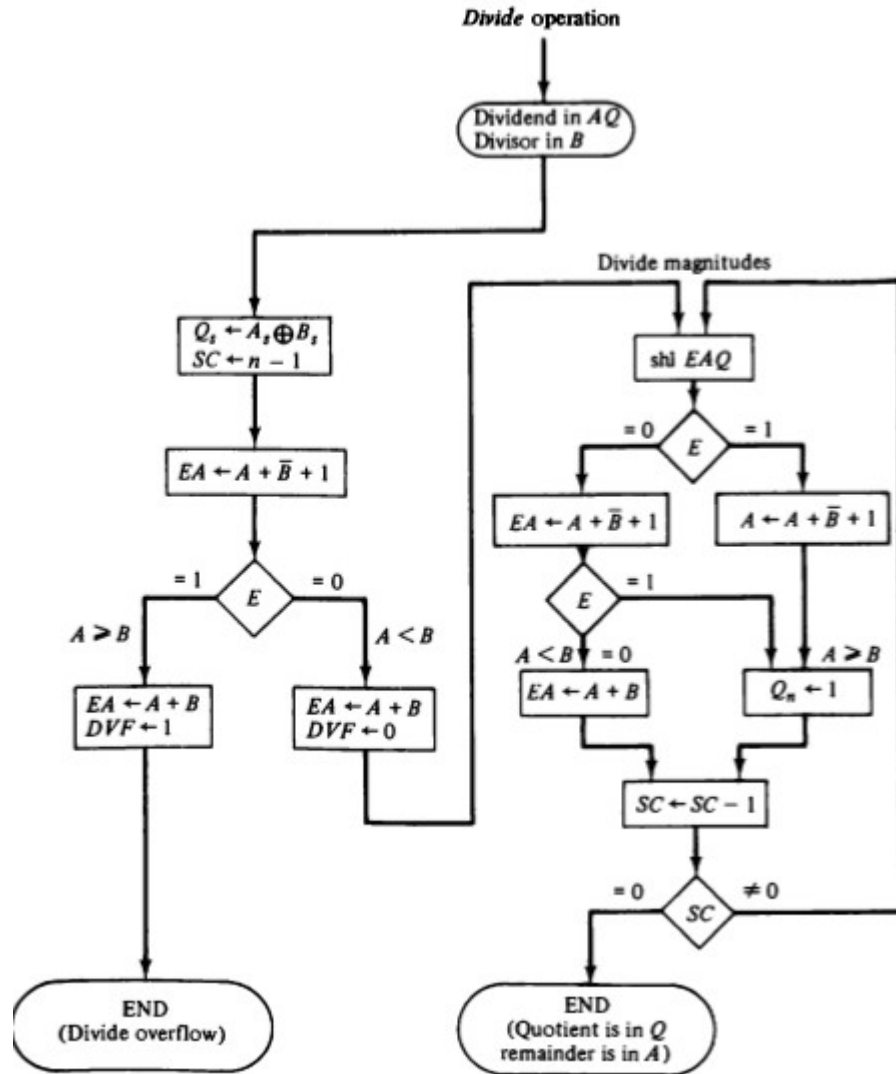 Divide operation
Dividend in AQ
Divisor in B
Qₛ ← Aₛ ⊕ Bₛ
SC ← n − 1
EA ← A + B̅ + 1
= 1
E
= 0
A ⩾ B
A < B
EA ← A + B
DVF ← 1
EA ← A + B
DVF ← 0
END
(Divide overflow)
Divide magnitudes
shl EAQ
= 0
E
= 1
EA ← A + B̅ + 1
A ← A + B̅ + 1
E
= 1
A < B
= 0
A ⩾ B
EA ← A + B
Qₙ ← 1
SC ← SC − 1
= 0
SC
≠ 0
END
(Quotient is in Q
remainder is in A)